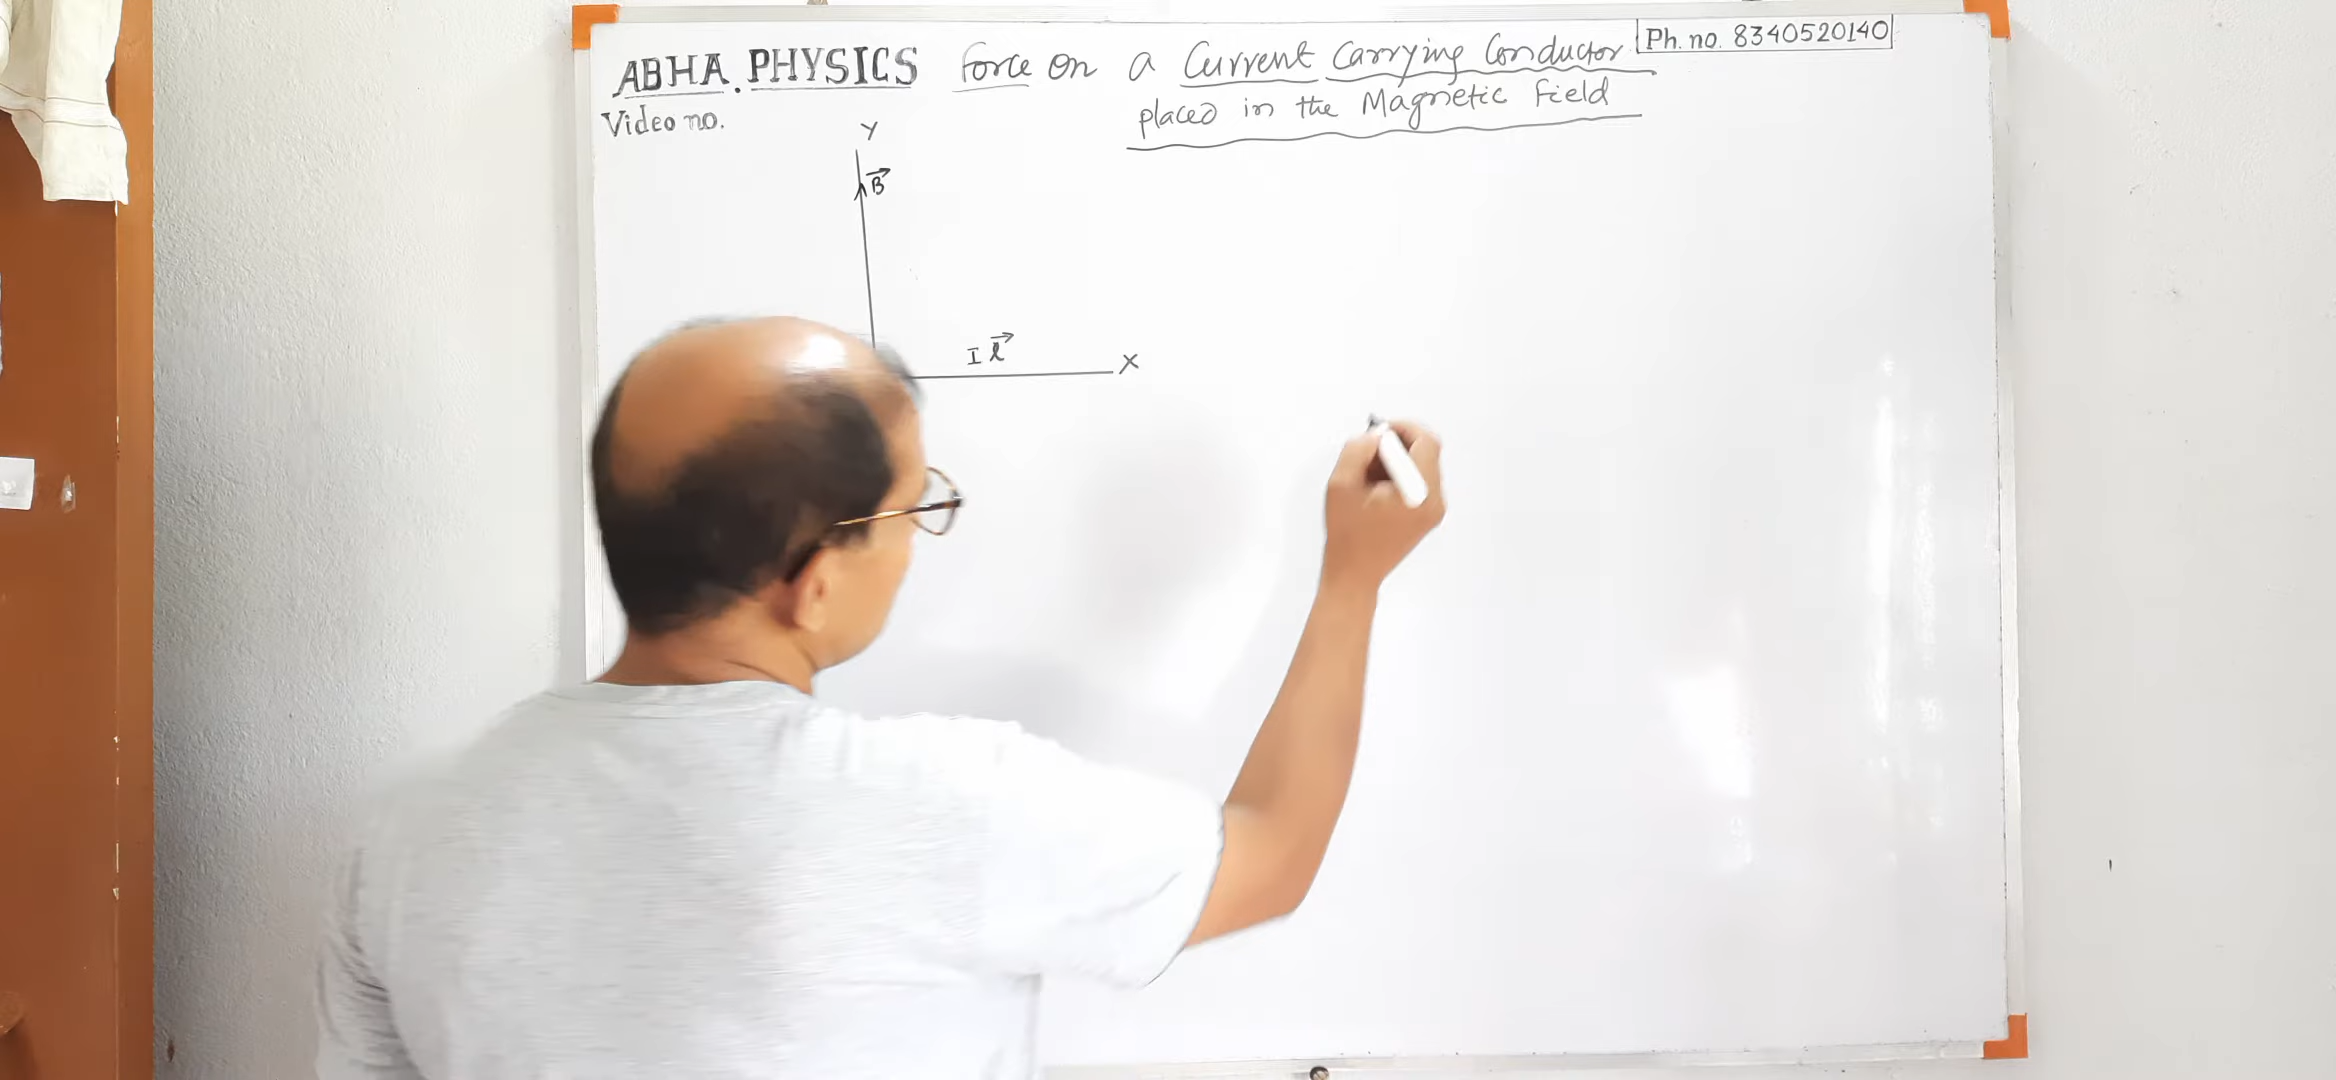 ABHA. PHYSICS Force on a Current Carrying Conductor Ph. no. 8340520140
placed in the Magnetic Field
Video no.
Y
B⃗
I l⃗
X